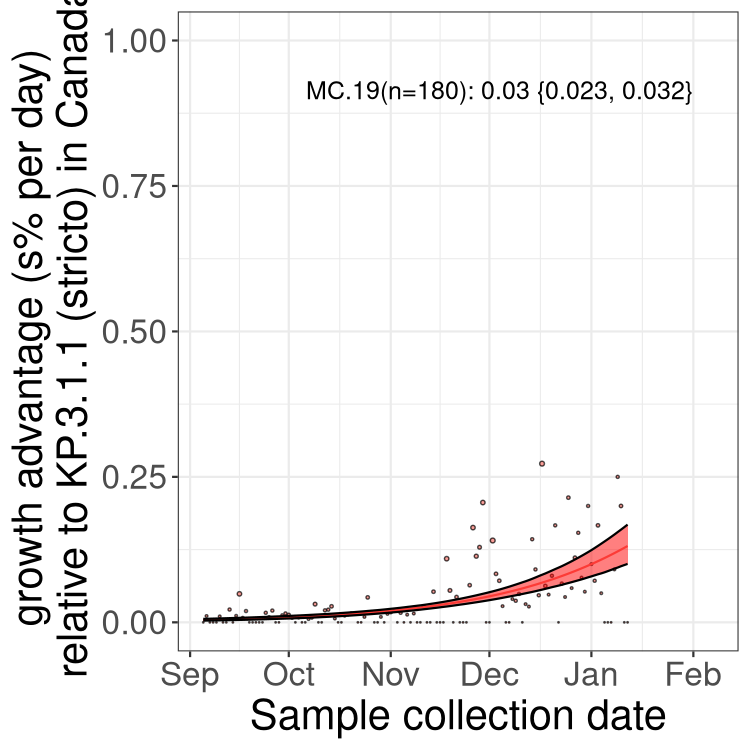 growth advantage (s% per day)
relative to KP.3.1.1 (stricto) in Canada
1.00
0.75
0.50
0.25
0.00
MC.19(n=180): 0.03 {0.023, 0.032}
Sep Oct Nov Dec Jan Feb
Sample collection date